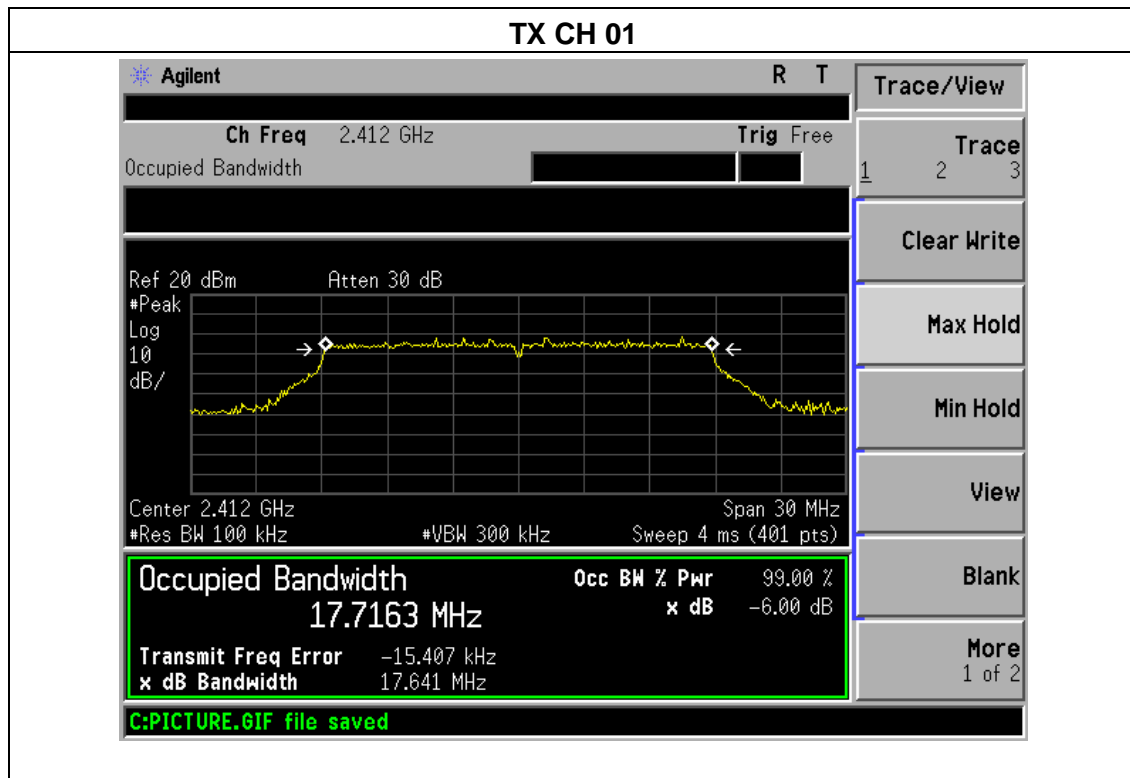 TX CH 01
Agilent R T
Trace/View
Ch Freq 2.412 GHz Trig Free
Occupied Bandwidth
Trace
1 2 3
Clear Write
Max Hold
Min Hold
View
Blank
More
1 of 2
Ref 20 dBm Atten 30 dB
#Peak
Log
10
dB/
Center 2.412 GHz Span 30 MHz
#Res BW 100 kHz #VBW 300 kHz Sweep 4 ms (401 pts)
Occupied Bandwidth Occ BW % Pwr 99.00 %
17.7163 MHz x dB -6.00 dB
Transmit Freq Error -15.407 kHz
x dB Bandwidth 17.641 MHz
C:PICTURE.GIF file saved